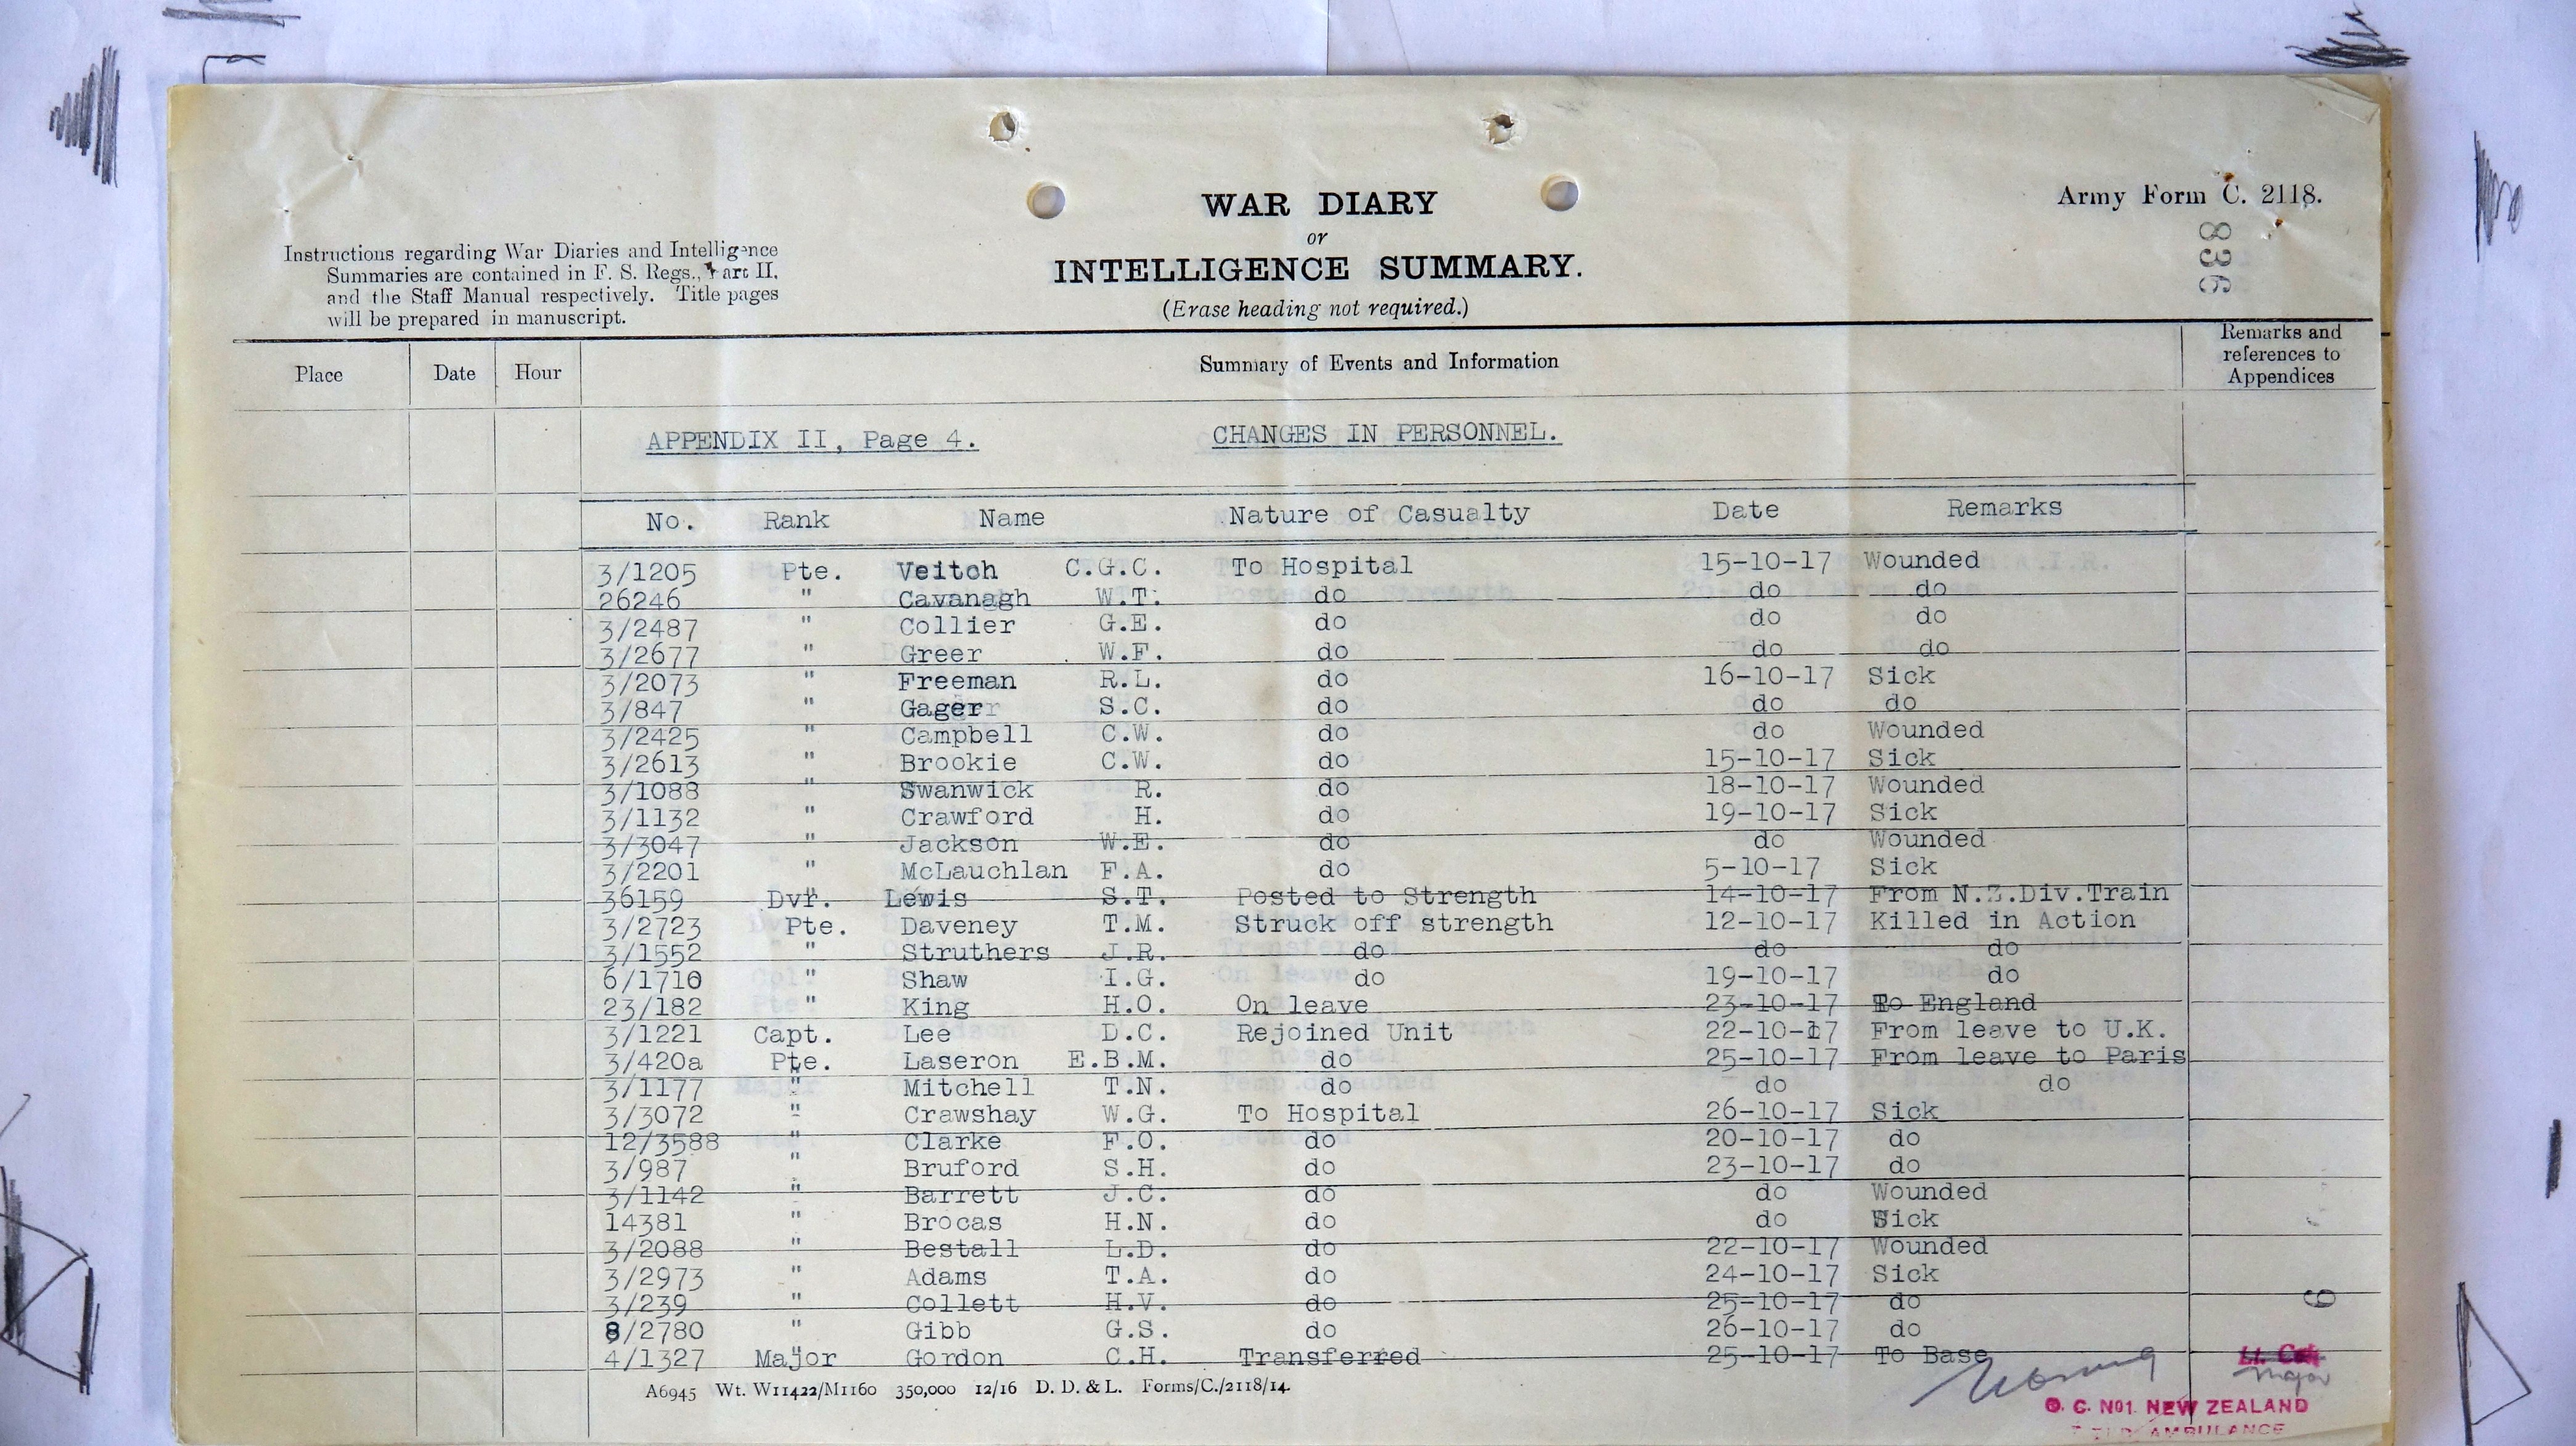 WAR DIARY
or
INTELLIGENCE SUMMARY.
(Erase heading not required.)
Army Form C. 2118.
836
Instructions regarding War Diaries and Intelligence
Summaries are contained in F. S. Regs., Part II,
and the Staff Manual respectively. Title pages
will be prepared in manuscript.
Place Date Hour Summary of Events and Information Remarks and references to Appendices
APPENDIX II, Page 4. CHANGES IN PERSONNEL.
No. Rank Name Nature of Casualty Date Remarks
3/1205 Pte. Veitch C.G.C. To Hospital 15-10-17 Wounded
26246 " Cavanagh W.T. do do do
3/2487 " Collier G.E. do do do
3/2677 " Greer W.F. do do do
3/2073 " Freeman R.L. do 16-10-17 Sick
3/847 " Gager S.C. do do do
3/2425 " Campbell C.W. do do Wounded
3/2613 " Brookie C.W. do 15-10-17 Sick
3/1088 " Swanwick R. do 18-10-17 Wounded
3/1132 " Crawford H. do 19-10-17 Sick
3/3047 " Jackson W.E. do do Wounded
3/2201 " McLauchlan F.A. do 5-10-17 Sick
36159 Dvr. Lewis S.T. Posted to Strength 14-10-17 From N.Z.Div.Train
3/2723 Pte. Daveney T.M. Struck off strength 12-10-17 Killed in Action
3/1552 " Struthers J.R. do do do
6/1710 " Shaw I.G. do 19-10-17 do
23/182 " King H.O. On leave 23-10-17 To England
3/1221 Capt. Lee D.C. Rejoined Unit 22-10-17 From leave to U.K.
3/420a Pte. Laseron E.B.M. do 25-10-17 From leave to Paris
3/1177 " Mitchell T.N. do do do
3/3072 " Crawshay W.G. To Hospital 26-10-17 Sick
12/3588 " Clarke F.O. do 20-10-17 do
3/987 " Bruford S.H. do 23-10-17 do
3/1142 " Barrett J.C. do do Wounded
14381 " Brocas H.N. do do Sick
3/2088 " Bestall L.D. do 22-10-17 Wounded
3/2973 " Adams T.A. do 24-10-17 Sick
3/239 " Collett H.V. do 25-10-17 do
8/2780 " Gibb G.S. do 26-10-17 do
4/1327 Major Gordon C.H. Transferred 25-10-17 To Base
A6945 Wt. W11422/M1160 350,000 12/16 D. D. & L. Forms/C./2118/14.
Lt. Col.
Major
O. C. No1. NEW ZEALAND
FIELD AMBULANCE